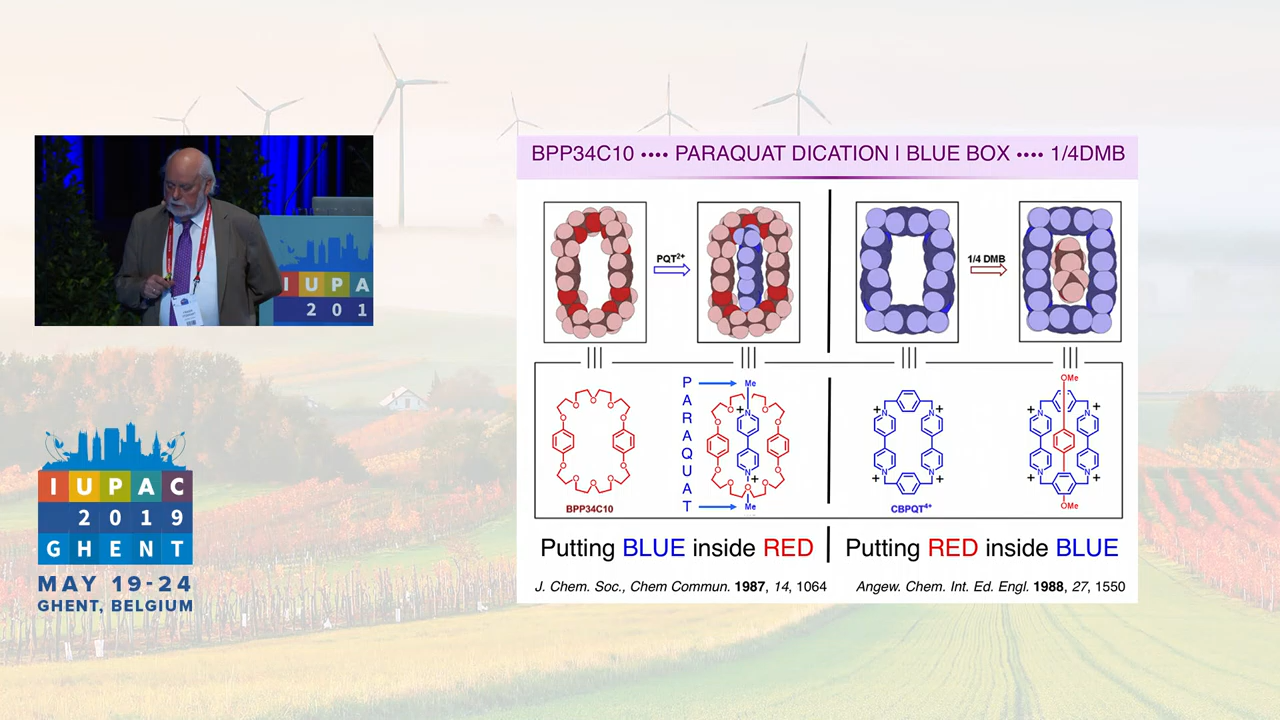 BPP34C10 •••• PARAQUAT DICATION I BLUE BOX •••• 1/4DMB
PQT2+
1/4 DMB
PARAQUAT
Me
+
+
Me
BPP34C10
+ +
+ +
CBPQT4+
OMe
+ +
+ +
OMe
Putting BLUE inside RED
Putting RED inside BLUE
J. Chem. Soc., Chem Commun. 1987, 14, 1064
Angew. Chem. Int. Ed. Engl. 1988, 27, 1550
IUPA
201
IUPAC
2019
GHENT
MAY 19-24
GHENT, BELGIUM